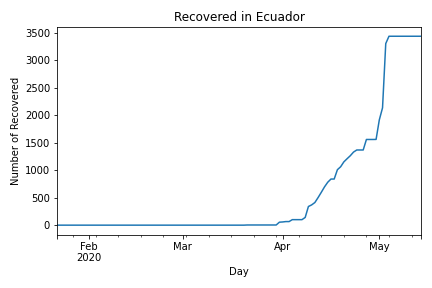 Recovered in Ecuador
3500
3000
2500
2000
1500
1000
500
0
Number of Recovered
Feb
2020
Mar
Apr
May
Day